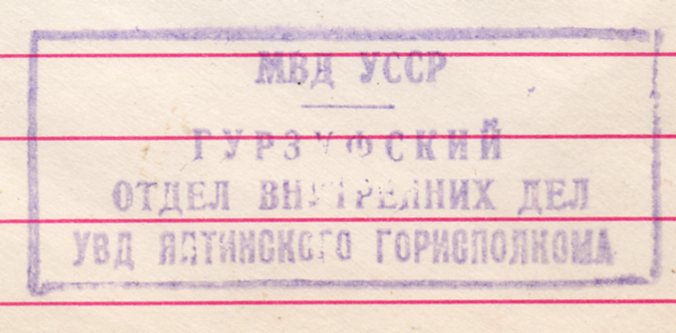 МВД УССР
ГУРЗУФСКИЙ
ОТДЕЛ ВНУТРЕННИХ ДЕЛ
УВД ЯЛТИНСКОГО ГОРИСПОЛКОМА